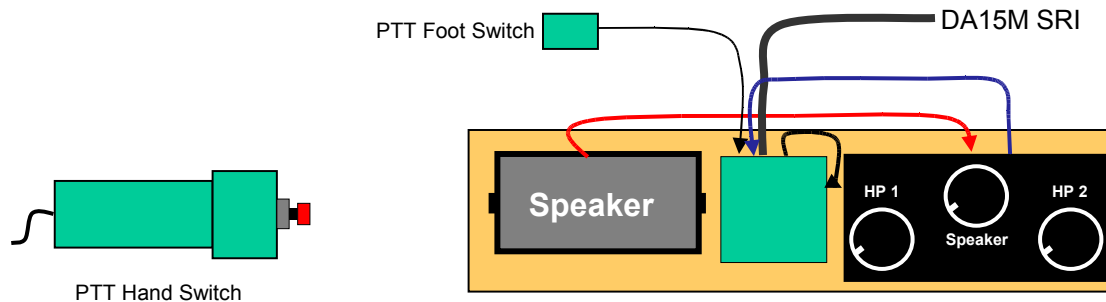 PTT Foot Switch
DA15M SRI
Speaker
HP 1
HP 2
Speaker
PTT Hand Switch